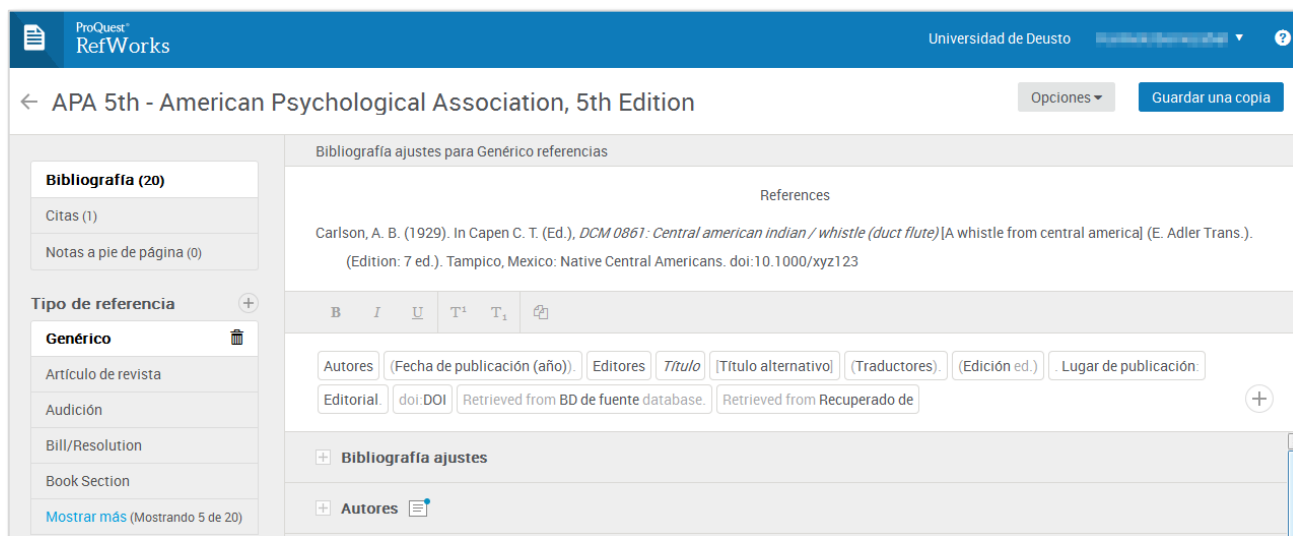 ProQuest®
RefWorks
Universidad de Deusto
?
← APA 5th - American Psychological Association, 5th Edition
Opciones
Guardar una copia
Bibliografía ajustes para Genérico referencias
Bibliografía (20)
Citas (1)
Notas a pie de página (0)
References
Carlson, A. B. (1929). In Capen C. T. (Ed.), DCM 0861: Central american indian / whistle (duct flute) [A whistle from central america] (E. Adler Trans.).
(Edition: 7 ed.). Tampico, Mexico: Native Central Americans. doi:10.1000/xyz123
Tipo de referencia +
B I U T¹ T₁
Genérico
Artículo de revista
Audición
Bill/Resolution
Book Section
Mostrar más (Mostrando 5 de 20)
Autores (Fecha de publicación (año)). Editores Título [Título alternativo] (Traductores). (Edición ed.) . Lugar de publicación:
Editorial. doi:DOI Retrieved from BD de fuente database. Retrieved from Recuperado de +
+ Bibliografía ajustes
+ Autores